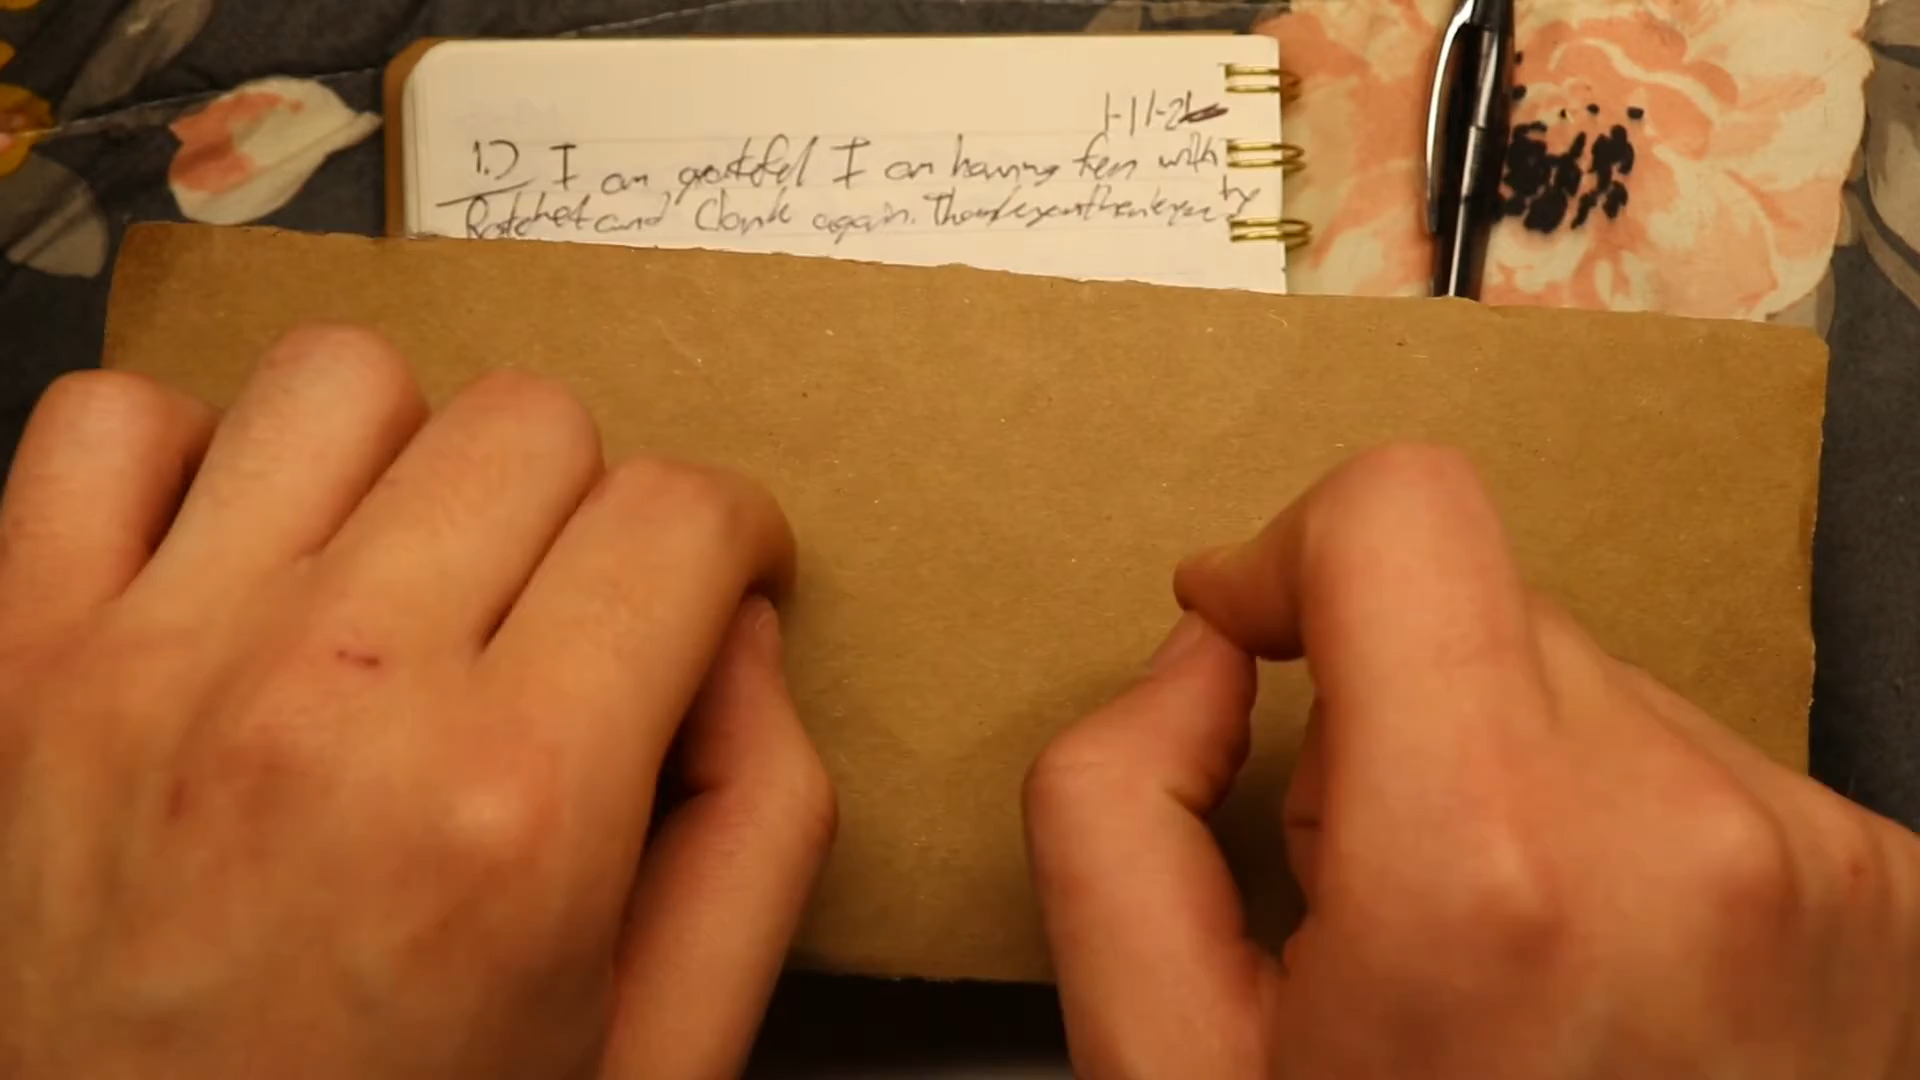 1-11-21
1.) I am grateful I am having fun with
Ratchet and Clank again. Thank you thank you